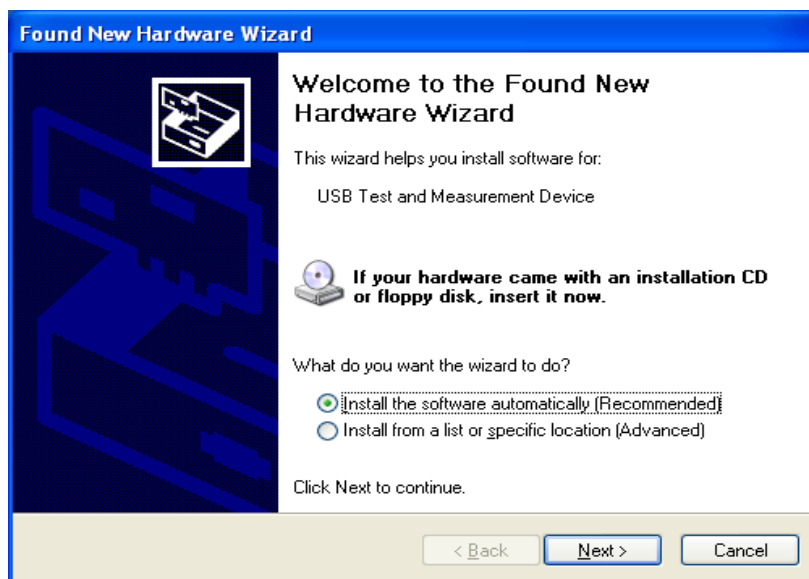 Found New Hardware Wizard
Welcome to the Found New
Hardware Wizard
This wizard helps you install software for:
USB Test and Measurement Device
If your hardware came with an installation CD
or floppy disk, insert it now.
What do you want the wizard to do?
Install the software automatically (Recommended)
Install from a list or specific location (Advanced)
Click Next to continue.
< Back Next > Cancel